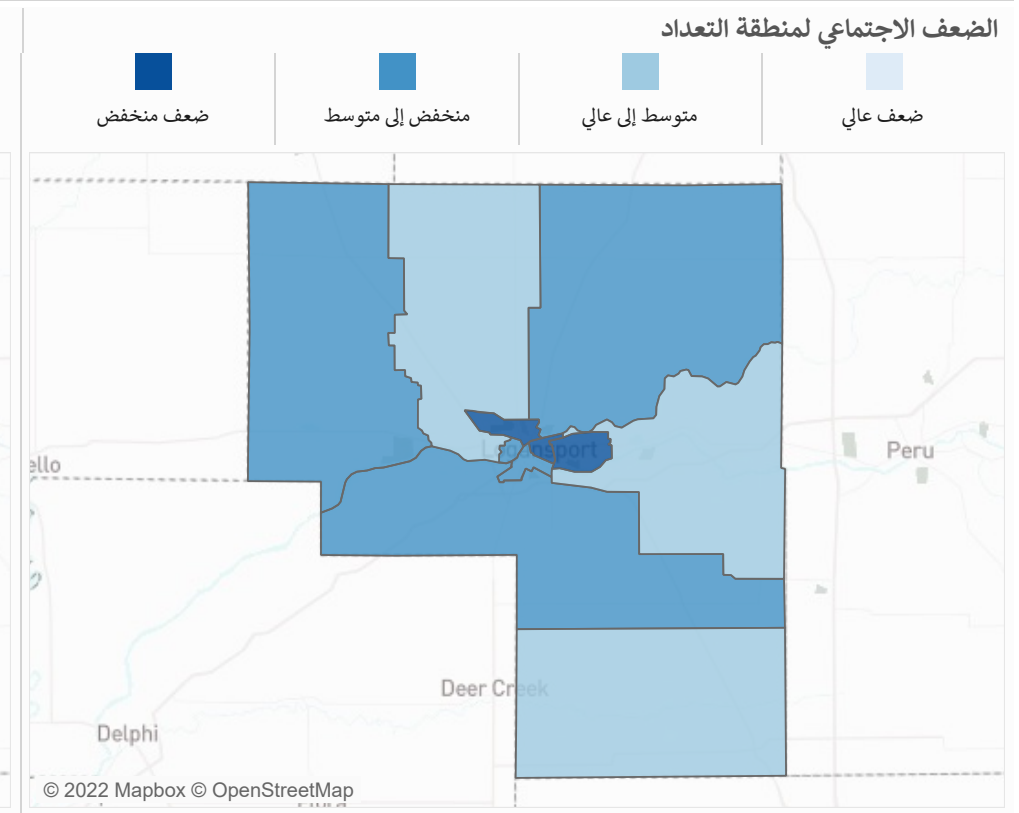 الضعف الاجتماعي لمنطقة التعداد
ضعف عالي
متوسط إلى عالي
منخفض إلى متوسط
ضعف منخفض
Logansport
Peru
ello
Deer Creek
Delphi
© 2022 Mapbox © OpenStreetMap